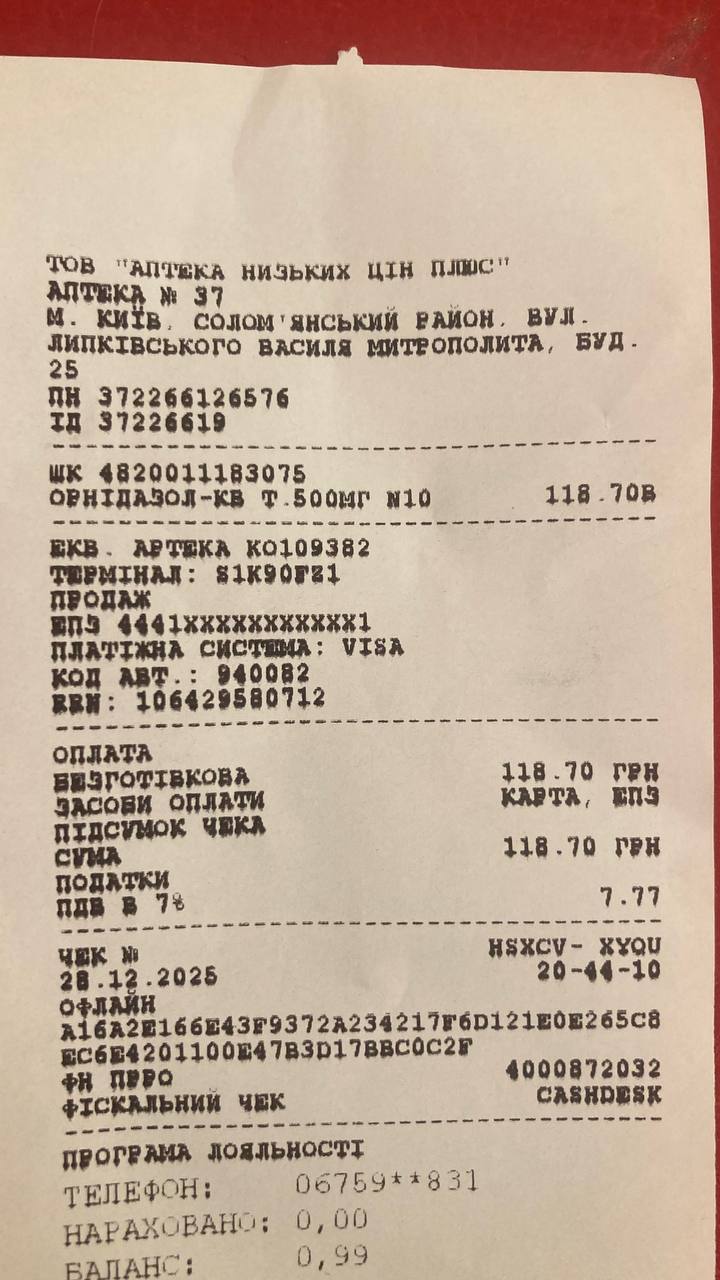 ТОВ "АПТЕКА НИЗЬКИХ ЦІН ПЛЮС"
АПТЕКА № 37
М. КИЇВ, СОЛОМ'ЯНСЬКИЙ РАЙОН, ВУЛ.
ЛИПКІВСЬКОГО ВАСИЛЯ МИТРОПОЛИТА, БУД.
25
ПН 372266126576
ІД 37226619
ШК 4820011183075
ОРНІДАЗОЛ-КВ Т.500МГ N10 118.70В
ЕКВ. АРТЕКА КО109382
ТЕРМІНАЛ: S1K90FZ1
ПРОДАЖ
ЕПЗ 4441XXXXXXXXXXX1
ПЛАТІЖНА СИСТЕМА: VISA
КОД АВТ.: 940082
RRN: 106429580712
ОПЛАТА
БЕЗГОТІВКОВА 118.70 ГРН
ЗАСОБИ ОПЛАТИ КАРТА, ЕПЗ
ПІДСУМОК ЧЕКА
СУМА 118.70 ГРН
ПОДАТКИ
ПДВ В 7% 7.77
ЧЕК № HSXCV- XYQU
28.12.2025 20-44-10
ОФЛАЙН
A16A2E166E43F9372A234217F6D121E0E265C8
EC6E4201100E47B3D17BBC0C2F
ФН ПРРО 4000872032
ФІСКАЛЬНИЙ ЧЕК CASHDESK
ПРОГРАМА ЛОЯЛЬНОСТІ
ТЕЛЕФОН: 06759**831
НАРАХОВАНО: 0,00
БАЛАНС: 0,99